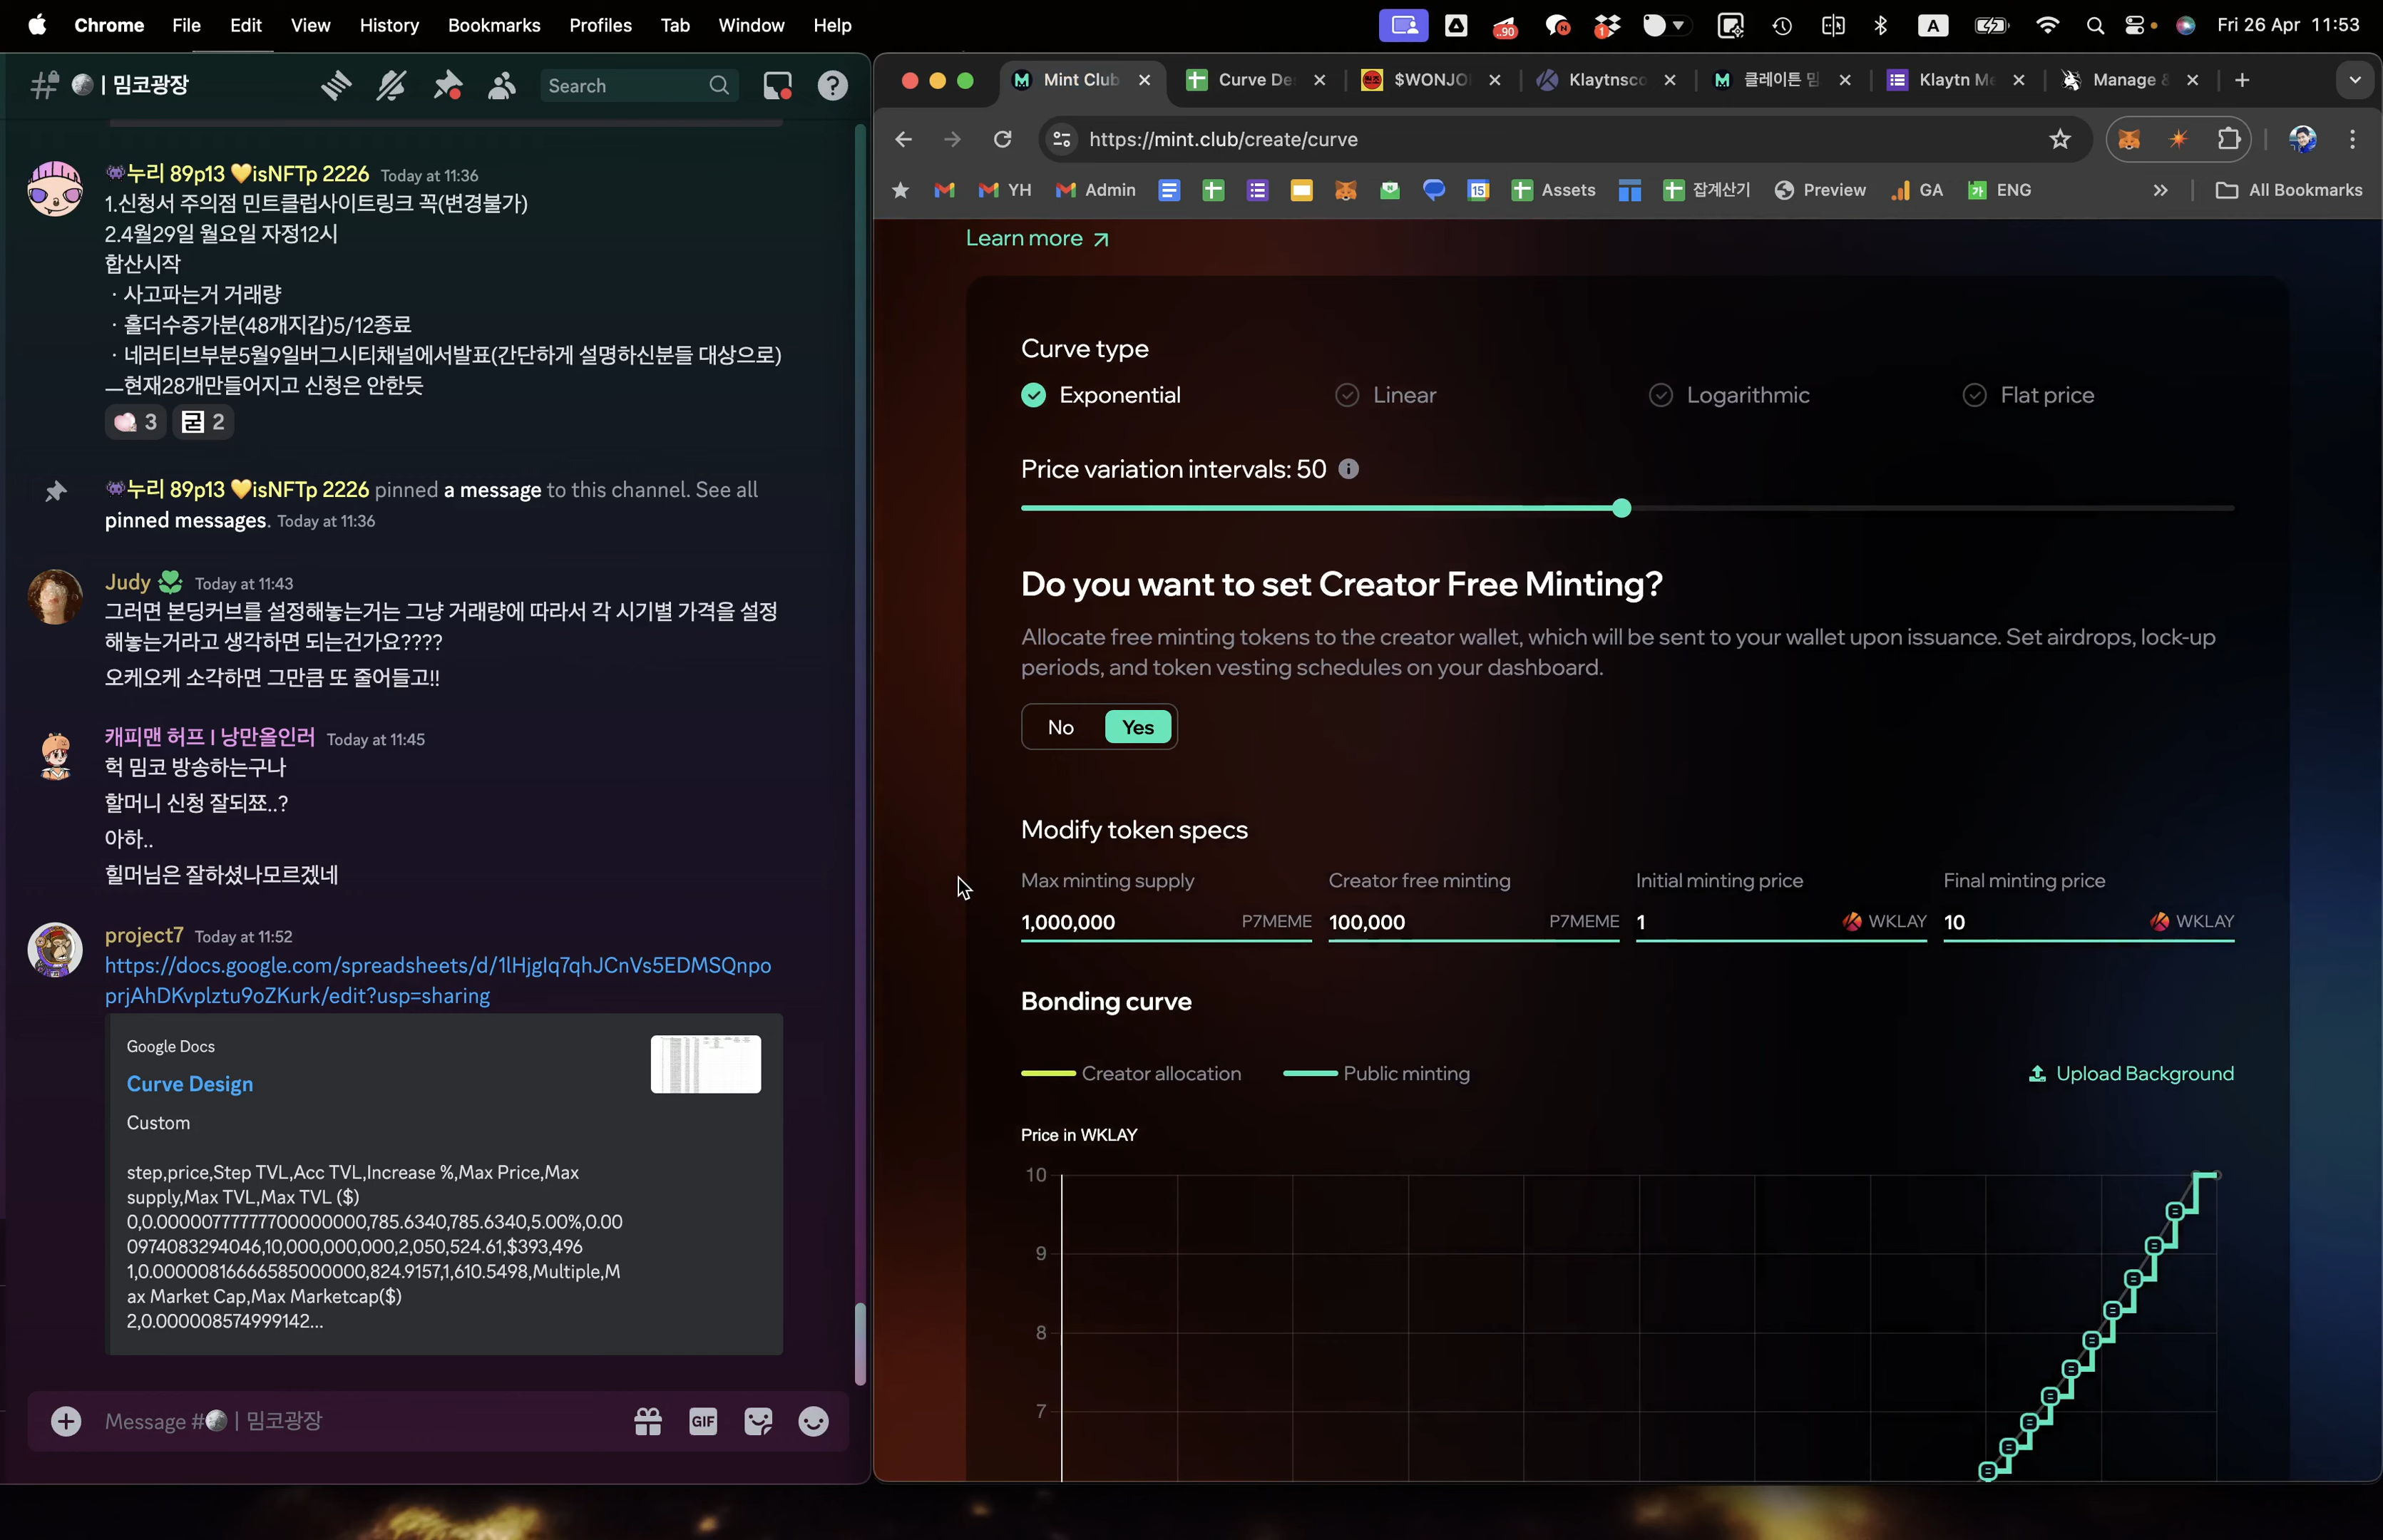 Chrome File Edit View History Bookmarks Profiles Tab Window Help
..90
N
1
A
Fri 26 Apr 11:53
| 밈코광장
Search
누리 89p13 💛isNFTp 2226 Today at 11:36
1.신청서 주의점 민트클럽사이트링크 꼭(변경불가)
2.4월29일 월요일 자정12시
합산시작
· 사고파는거 거래량
· 홀더수증가분(48개지갑)5/12종료
· 네러티브부분5월9일버그시티채널에서발표(간단하게 설명하신분들 대상으로)
—현재28개만들어지고 신청은 안한듯
3
굳 2
누리 89p13 💛isNFTp 2226 pinned a message to this channel. See all
pinned messages. Today at 11:36
Judy Today at 11:43
그러면 본딩커브를 설정해놓는거는 그냥 거래량에 따라서 각 시기별 가격을 설정
해놓는거라고 생각하면 되는건가요????
오케오케 소각하면 그만큼 또 줄어들고!!
캐피맨 허프 | 낭만올인러 Today at 11:45
헉 밈코 방송하는구나
할머니 신청 잘되쬬..?
아하..
힐머님은 잘하셨나모르겠네
project7 Today at 11:52
https://docs.google.com/spreadsheets/d/1lHjgIq7qhJCnVs5EDMSQnpo
prjAhDKvplztu9oZKurk/edit?usp=sharing
Google Docs
Curve Design
Custom
step,price,Step TVL,Acc TVL,Increase %,Max Price,Max
supply,Max TVL,Max TVL ($)
0,0.00000777777700000000,785.6340,785.6340,5.00%,0.00
0974083294046,10,000,000,000,2,050,524.61,$393,496
1,0.00000816666585000000,824.9157,1,610.5498,Multiple,M
ax Market Cap,Max Marketcap($)
2,0.000008574999142...
Message # | 밈코광장
GIF
Mint Club
Curve De
$WONJO
Klaytnsco
클레이튼 밈
Klaytn Me
Manage &
https://mint.club/create/curve
YH
Admin
15
Assets
잡계산기
Preview
GA
가
ENG
All Bookmarks
Learn more
Curve type
Exponential
Linear
Logarithmic
Flat price
Price variation intervals: 50
Do you want to set Creator Free Minting?
Allocate free minting tokens to the creator wallet, which will be sent to your wallet upon issuance. Set airdrops, lock-up
periods, and token vesting schedules on your dashboard.
No
Yes
Modify token specs
Max minting supply
Creator free minting
Initial minting price
Final minting price
1,000,000 P7MEME
100,000 P7MEME
1 WKLAY
10 WKLAY
Bonding curve
Creator allocation
Public minting
Upload Background
Price in WKLAY
10
9
8
7